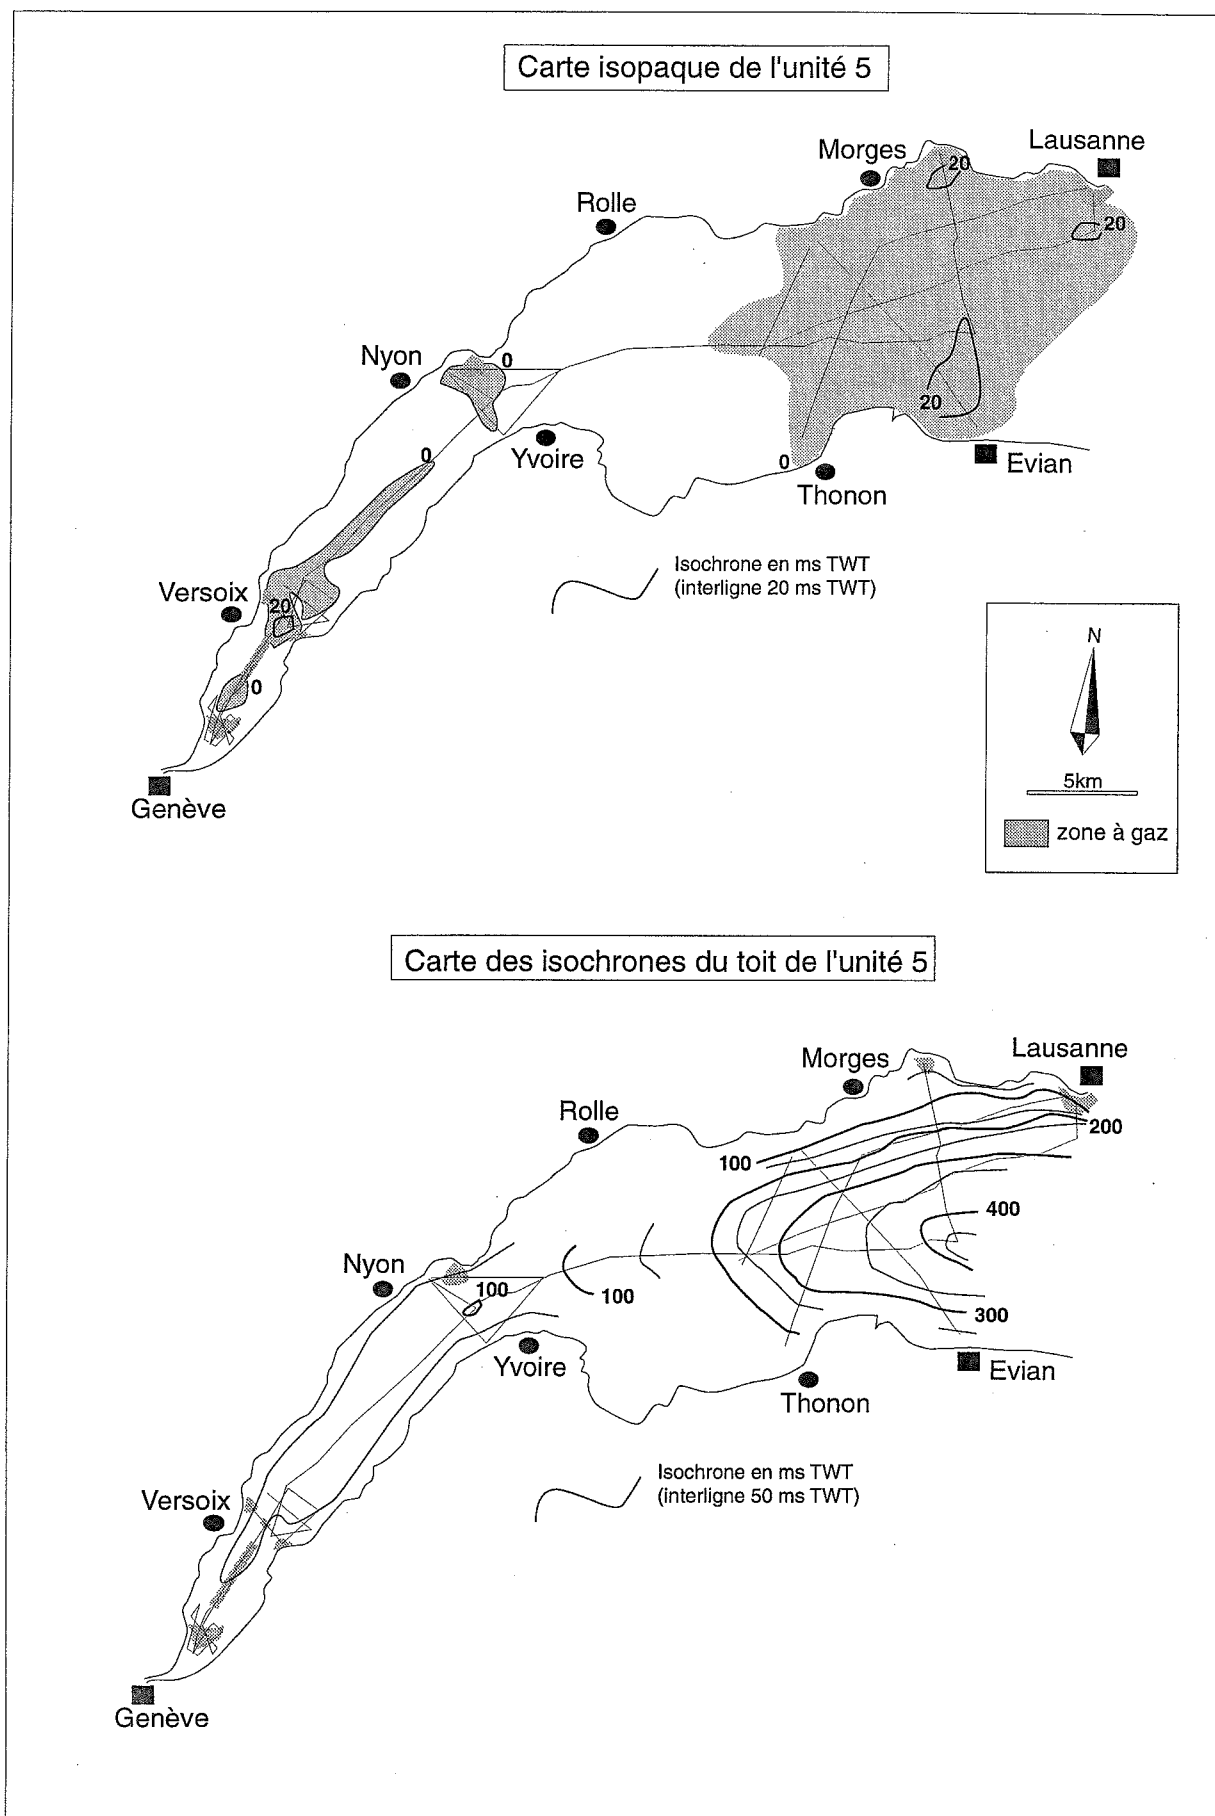 Carte isopaque de l'unité 5
Lausanne
Morges
20
Rolle
20
Nyon
0
20
0
Yvoire
0
Evian
Thonon
Isochrone en ms TWT
(interligne 20 ms TWT)
Versoix
20
N
0
5km
Genève
zone à gaz
Carte des isochrones du toit de l'unité 5
Lausanne
Morges
Rolle
200
100
400
Nyon
100
100
300
Yvoire
Evian
Thonon
Isochrone en ms TWT
(interligne 50 ms TWT)
Versoix
Genève